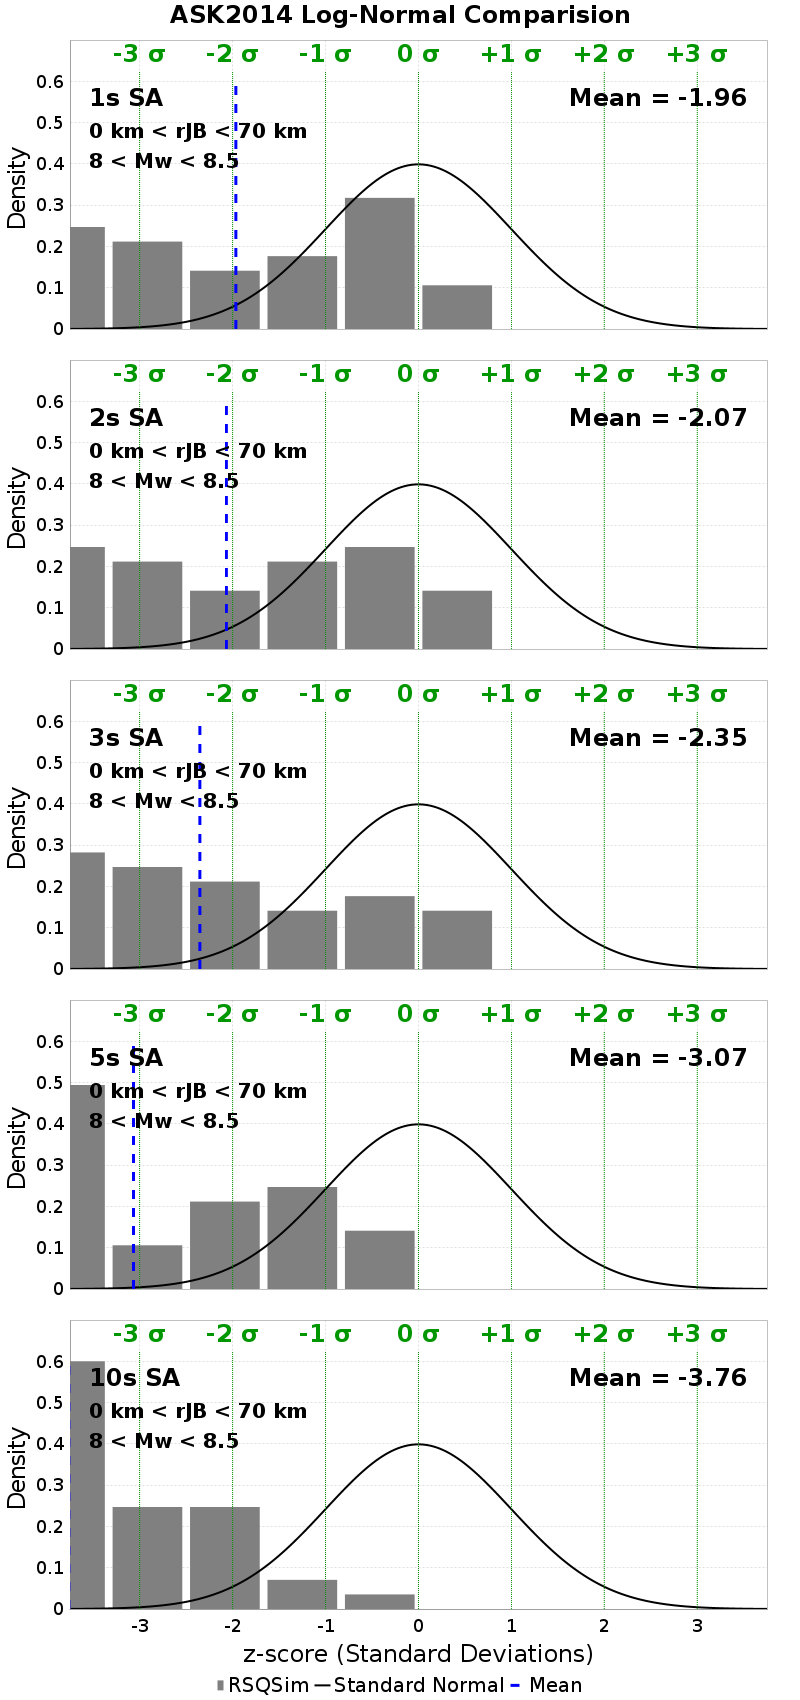 ASK2014 Log-Normal Comparision
-3 σ -2 σ -1 σ 0 σ +1 σ +2 σ +3 σ
0.6
1s SA Mean = -1.96
0.5
0 km < rJB < 70 km
8 < Mw < 8.5
0.4
Density
0.3
0.2
0.1
0
-3 σ -2 σ -1 σ 0 σ +1 σ +2 σ +3 σ
0.6
2s SA Mean = -2.07
0.5
0 km < rJB < 70 km
8 < Mw < 8.5
0.4
Density
0.3
0.2
0.1
0
-3 σ -2 σ -1 σ 0 σ +1 σ +2 σ +3 σ
0.6
3s SA Mean = -2.35
0.5
0 km < rJB < 70 km
8 < Mw < 8.5
0.4
Density
0.3
0.2
0.1
0
-3 σ -2 σ -1 σ 0 σ +1 σ +2 σ +3 σ
0.6
5s SA Mean = -3.07
0.5
0 km < rJB < 70 km
8 < Mw < 8.5
0.4
Density
0.3
0.2
0.1
0
-3 σ -2 σ -1 σ 0 σ +1 σ +2 σ +3 σ
0.6
10s SA Mean = -3.76
0.5
0 km < rJB < 70 km
8 < Mw < 8.5
0.4
Density
0.3
0.2
0.1
0
-3 -2 -1 0 1 2 3
z-score (Standard Deviations)
RSQSim Standard Normal Mean